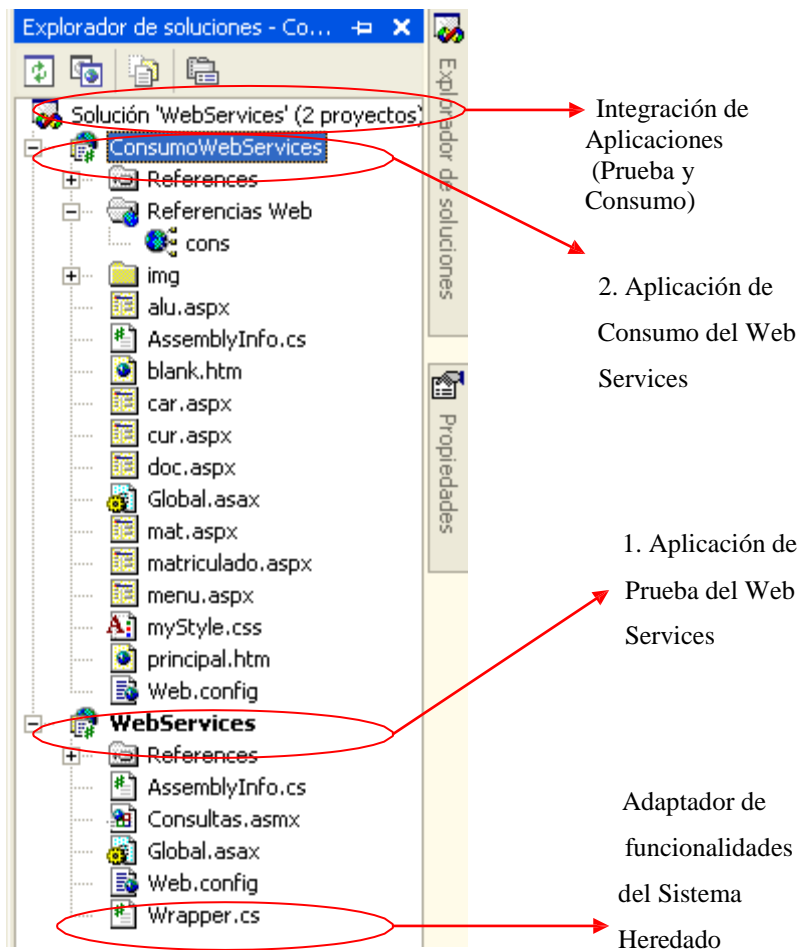 Explorador de soluciones - Co...
Solución 'WebServices' (2 proyectos)
ConsumoWebServices
References
Referencias Web
cons
img
alu.aspx
AssemblyInfo.cs
blank.htm
car.aspx
cur.aspx
doc.aspx
Global.asax
mat.aspx
matriculado.aspx
menu.aspx
myStyle.css
principal.htm
Web.config
WebServices
References
AssemblyInfo.cs
Consultas.asmx
Global.asax
Web.config
Wrapper.cs
Explorador de soluciones
Propiedades
Integración de
Aplicaciones
(Prueba y
Consumo)
2. Aplicación de
Consumo del Web
Services
1. Aplicación de
Prueba del Web
Services
Adaptador de
funcionalidades
del Sistema
Heredado